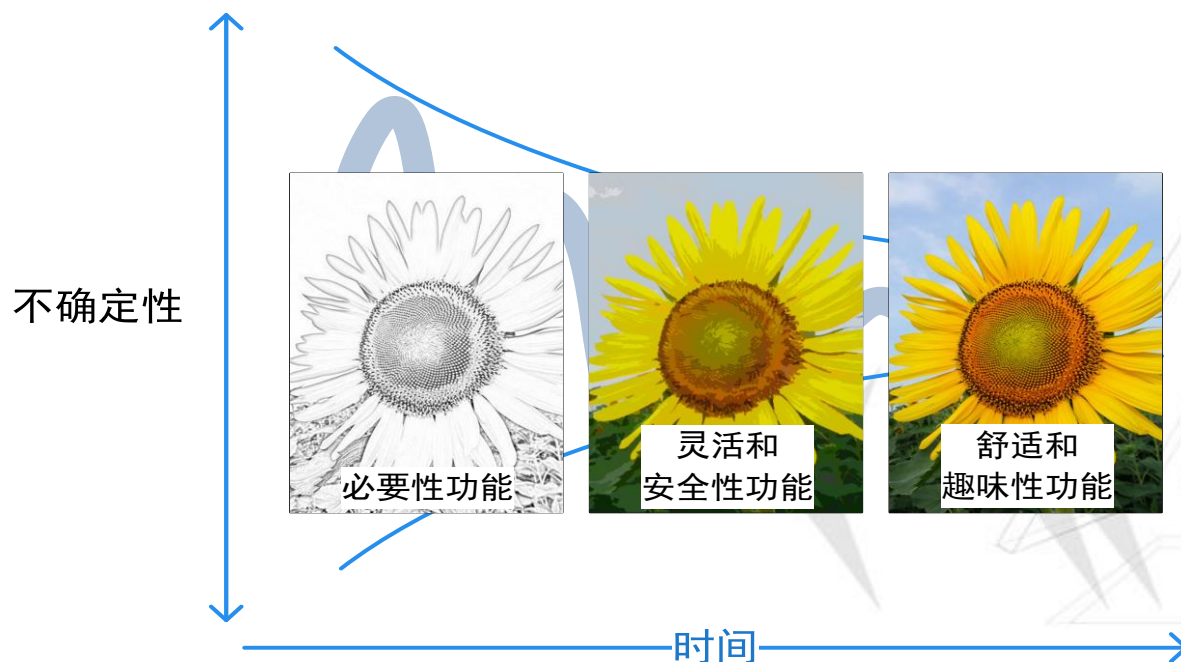 不确定性
必要性功能
灵活和
安全性功能
舒适和
趣味性功能
时间